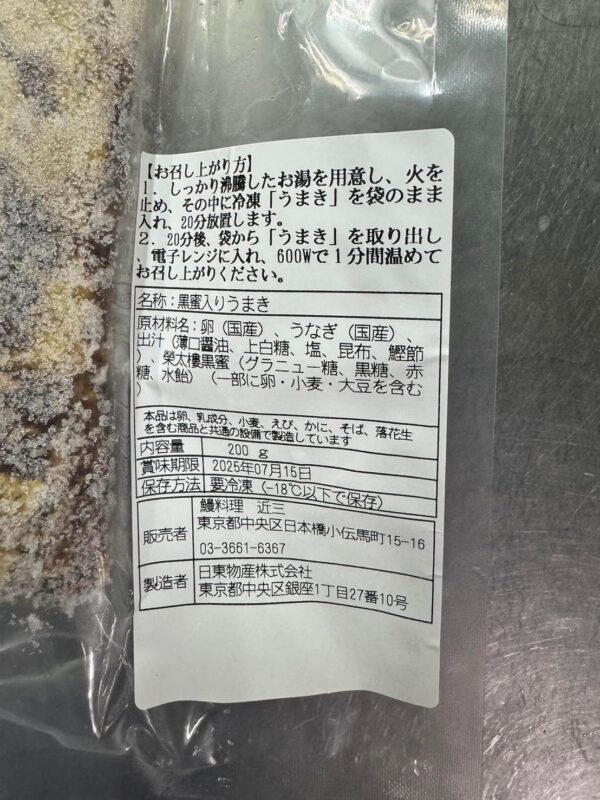 【お召し上がり方】
1．しっかり沸騰したお湯を用意し、火を
止め、その中に冷凍「うまき」を袋のまま
入れ、20分放置します。
2．20分後、袋から「うまき」を取り出し
、電子レンジに入れ、600Wで1分間温めて
お召し上がりください。
名称：黒蜜入りうまき
原材料名：卵（国産）、うなぎ（国産）、
出汁（薄口醤油、上白糖、塩、昆布、鰹節
）、榮太樓黒蜜（グラニュー糖、黒糖、赤
糖、水飴）（一部に卵・小麦・大豆を含む
）
本品は卵、乳成分、小麦、えび、かに、そば、落花生
を含む商品と共通の設備で製造しています
内容量 200 g
賞味期限 2025年07月15日
保存方法 要冷凍（-18℃以下で保存）
販売者 鰻料理 近三
東京都中央区日本橋小伝馬町15-16
03-3661-6367
製造者 日東物産株式会社
東京都中央区銀座1丁目27番10号